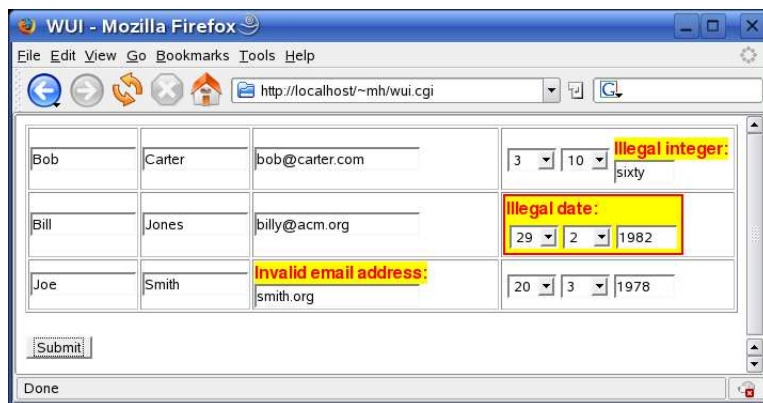 WUI - Mozilla Firefox
File Edit View Go Bookmarks Tools Help
http://localhost/~mh/wui.cgi
G
Bob Carter bob@carter.com 3 10 Illegal integer: sixty
Bill Jones billy@acm.org Illegal date: 29 2 1982
Joe Smith Invalid email address: smith.org 20 3 1978
Submit
Done